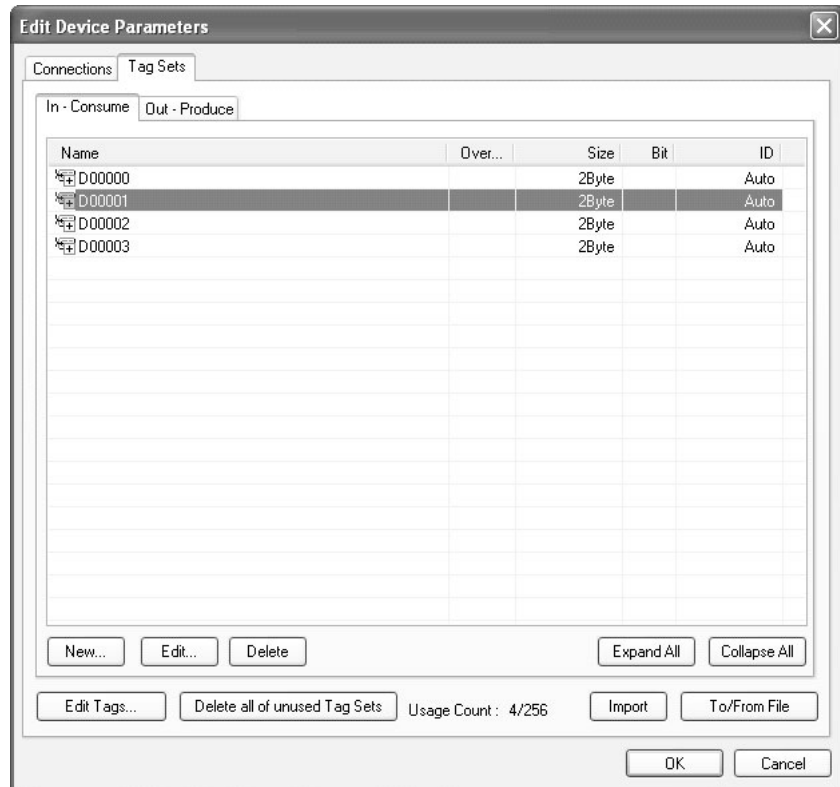 Edit Device Parameters
Connections Tag Sets
In - Consume Out - Produce
Name Over... Size Bit ID
D00000 2Byte Auto
D00001 2Byte Auto
D00002 2Byte Auto
D00003 2Byte Auto
New... Edit... Delete Expand All Collapse All
Edit Tags... Delete all of unused Tag Sets Usage Count : 4/256 Import To/From File
OK Cancel